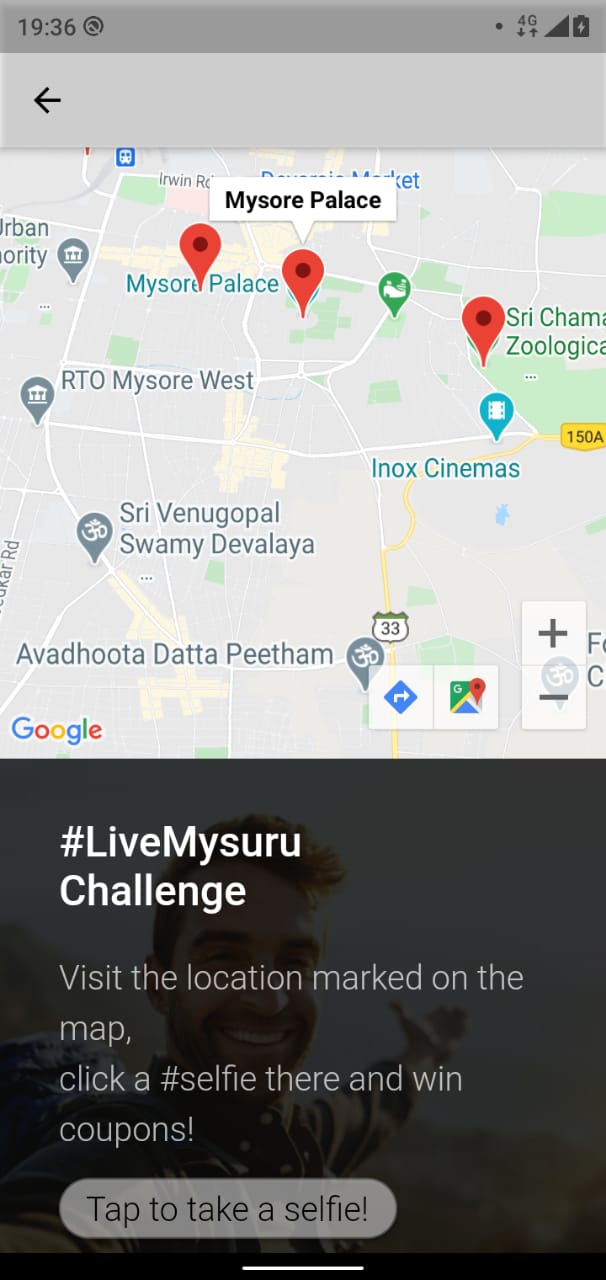 19:36
4G
Irwin Rd
Devaraja Market
Mysore Palace
Urban
ority
Mysore Palace
Sri Chama
Zoologica
RTO Mysore West
150A
Inox Cinemas
Sri Venugopal
Swamy Devalaya
33
Avadhoota Datta Peetham
+
Fo
C
−
Google
G
#LiveMysuru
Challenge
Visit the location marked on the
map,
click a #selfie there and win
coupons!
Tap to take a selfie!